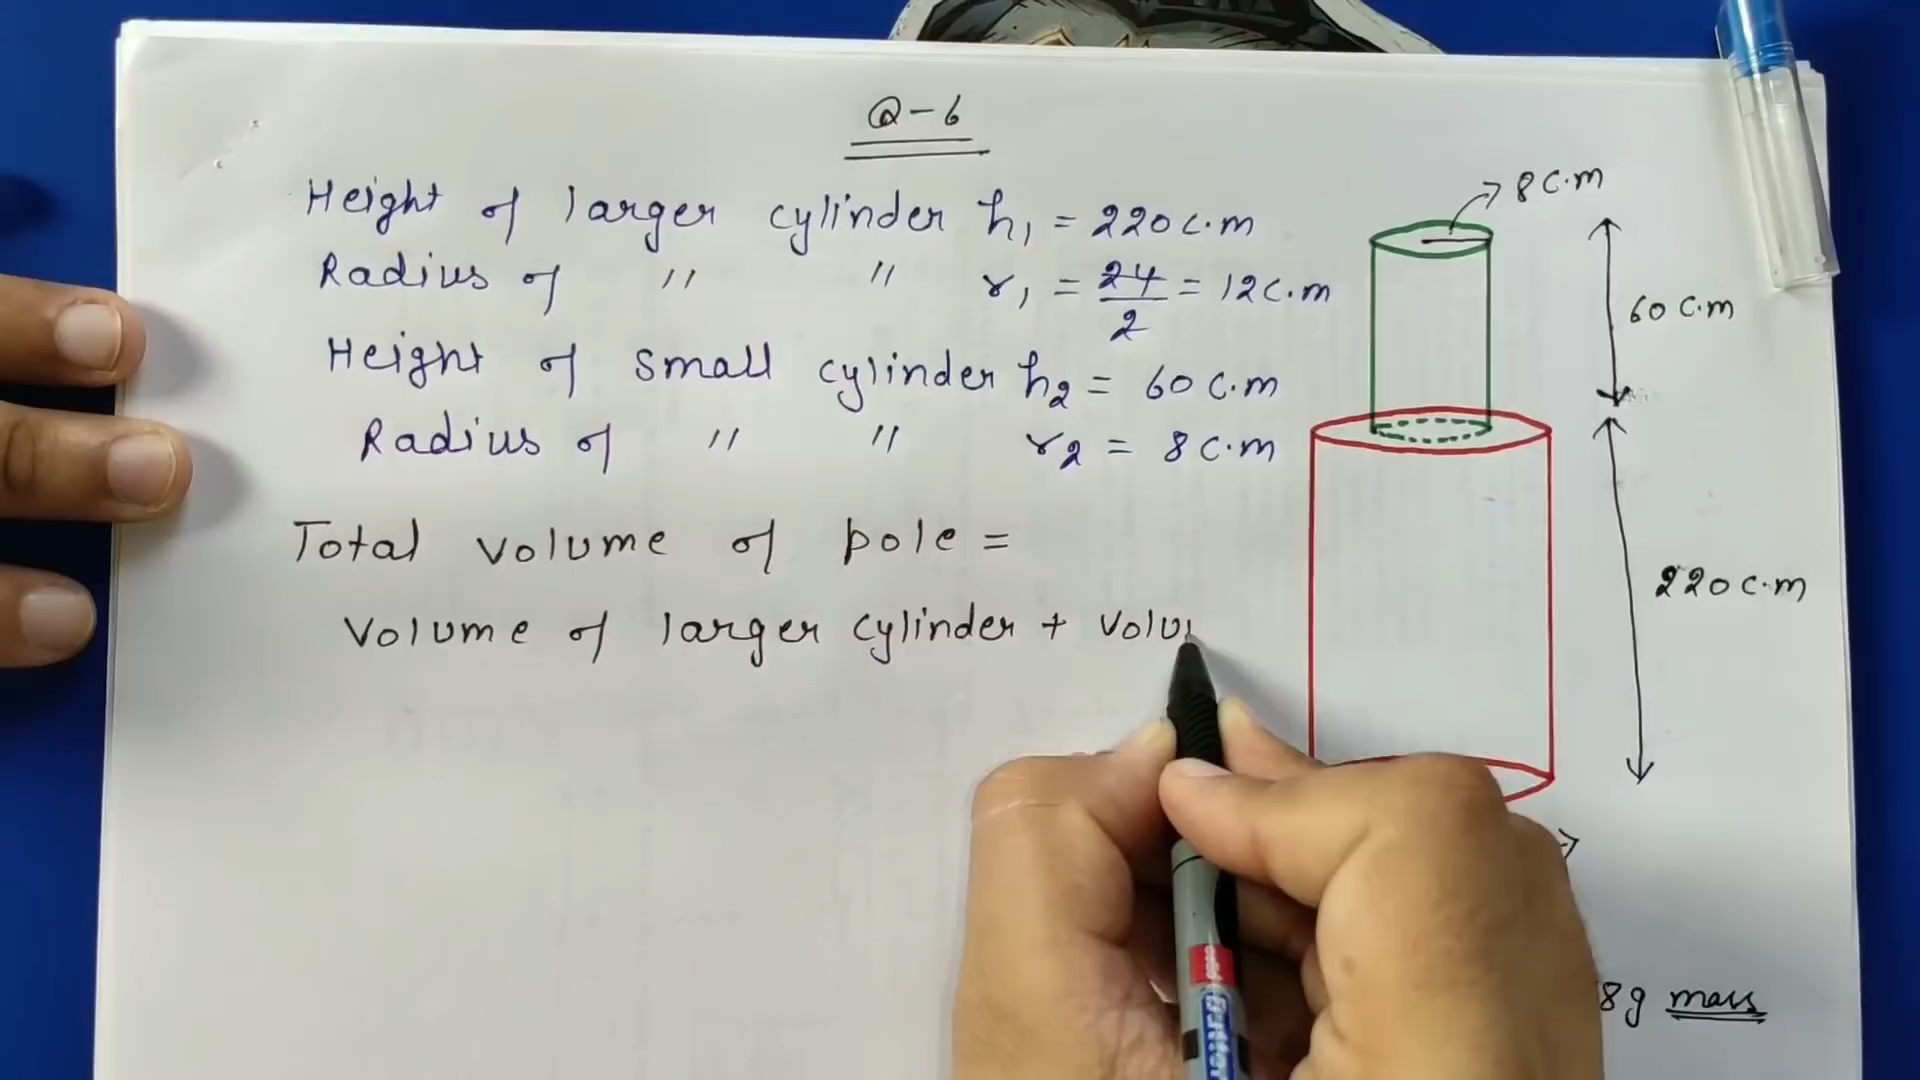 Q-6
Height of larger cylinder h₁ = 220 c.m
Radius of " " r₁ = 24/2 = 12 c.m
Height of small cylinder h₂ = 60 c.m
Radius of " " r₂ = 8 c.m
Total volume of pole =
Volume of larger cylinder + Volu
8 c.m
60 c.m
220 c.m
8g mass